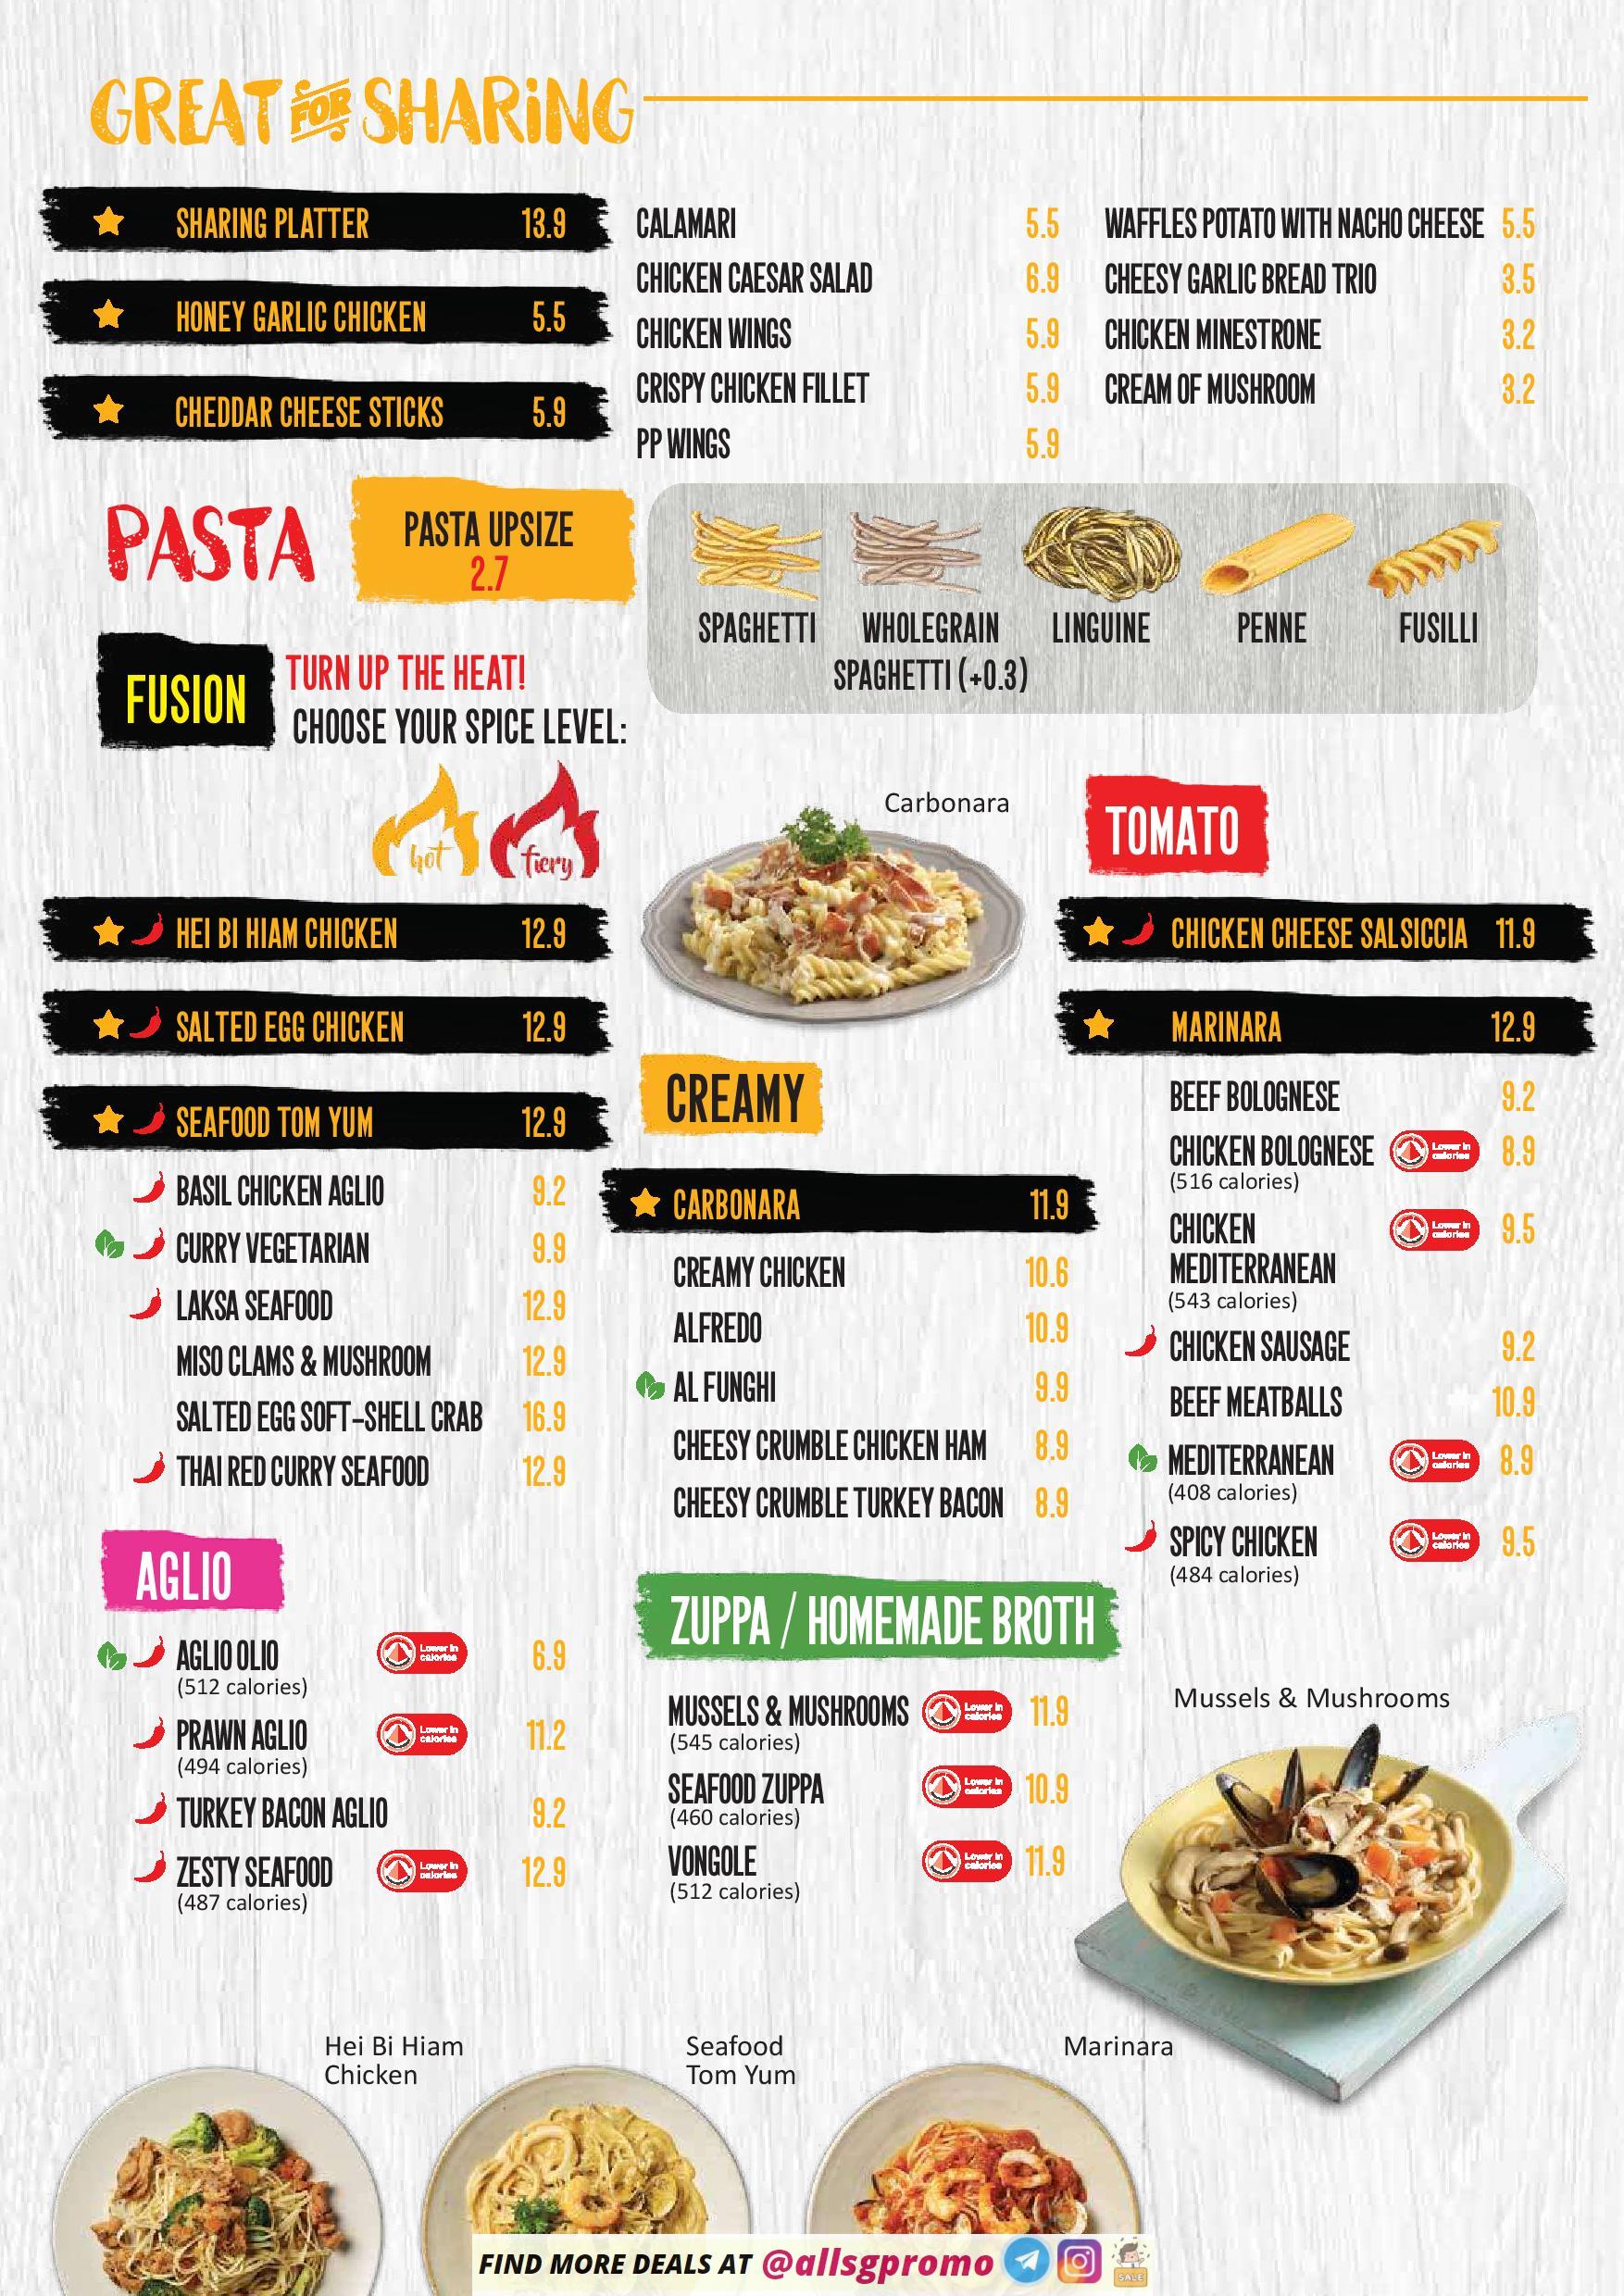 GREAT FOR SHARING
SHARING PLATTER 13.9
HONEY GARLIC CHICKEN 5.5
CHEDDAR CHEESE STICKS 5.9
CALAMARI 5.5
CHICKEN CAESAR SALAD 6.9
CHICKEN WINGS 5.9
CRISPY CHICKEN FILLET 5.9
PP WINGS 5.9
WAFFLES POTATO WITH NACHO CHEESE 5.5
CHEESY GARLIC BREAD TRIO 3.5
CHICKEN MINESTRONE 3.2
CREAM OF MUSHROOM 3.2
PASTA
PASTA UPSIZE
2.7
SPAGHETTI
WHOLEGRAIN
SPAGHETTI (+0.3)
LINGUINE
PENNE
FUSILLI
FUSION
TURN UP THE HEAT!
CHOOSE YOUR SPICE LEVEL:
hot
fiery
HEI BI HIAM CHICKEN 12.9
SALTED EGG CHICKEN 12.9
SEAFOOD TOM YUM 12.9
BASIL CHICKEN AGLIO 9.2
CURRY VEGETARIAN 9.9
LAKSA SEAFOOD 12.9
MISO CLAMS & MUSHROOM 12.9
SALTED EGG SOFT-SHELL CRAB 16.9
THAI RED CURRY SEAFOOD 12.9
AGLIO
AGLIO OLIO Lower in calories 6.9
(512 calories)
PRAWN AGLIO Lower in calories 11.2
(494 calories)
TURKEY BACON AGLIO 9.2
ZESTY SEAFOOD Lower in calories 12.9
(487 calories)
Carbonara
CREAMY
CARBONARA 11.9
CREAMY CHICKEN 10.6
ALFREDO 10.9
AL FUNGHI 9.9
CHEESY CRUMBLE CHICKEN HAM 8.9
CHEESY CRUMBLE TURKEY BACON 8.9
ZUPPA / HOMEMADE BROTH
MUSSELS & MUSHROOMS Lower in calories 11.9
(545 calories)
SEAFOOD ZUPPA Lower in calories 10.9
(460 calories)
VONGOLE Lower in calories 11.9
(512 calories)
TOMATO
CHICKEN CHEESE SALSICCIA 11.9
MARINARA 12.9
BEEF BOLOGNESE 9.2
CHICKEN BOLOGNESE Lower in calories 8.9
(516 calories)
CHICKEN Lower in calories 9.5
MEDITERRANEAN
(543 calories)
CHICKEN SAUSAGE 9.2
BEEF MEATBALLS 10.9
MEDITERRANEAN Lower in calories 8.9
(408 calories)
SPICY CHICKEN Lower in calories 9.5
(484 calories)
Mussels & Mushrooms
Hei Bi Hiam
Chicken
Seafood
Tom Yum
Marinara
FIND MORE DEALS AT @allsgpromo
SALE